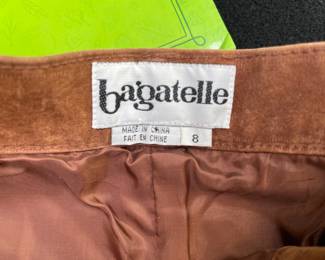 bagatelle
MADE IN CHINA
FAIT EN CHINE
8